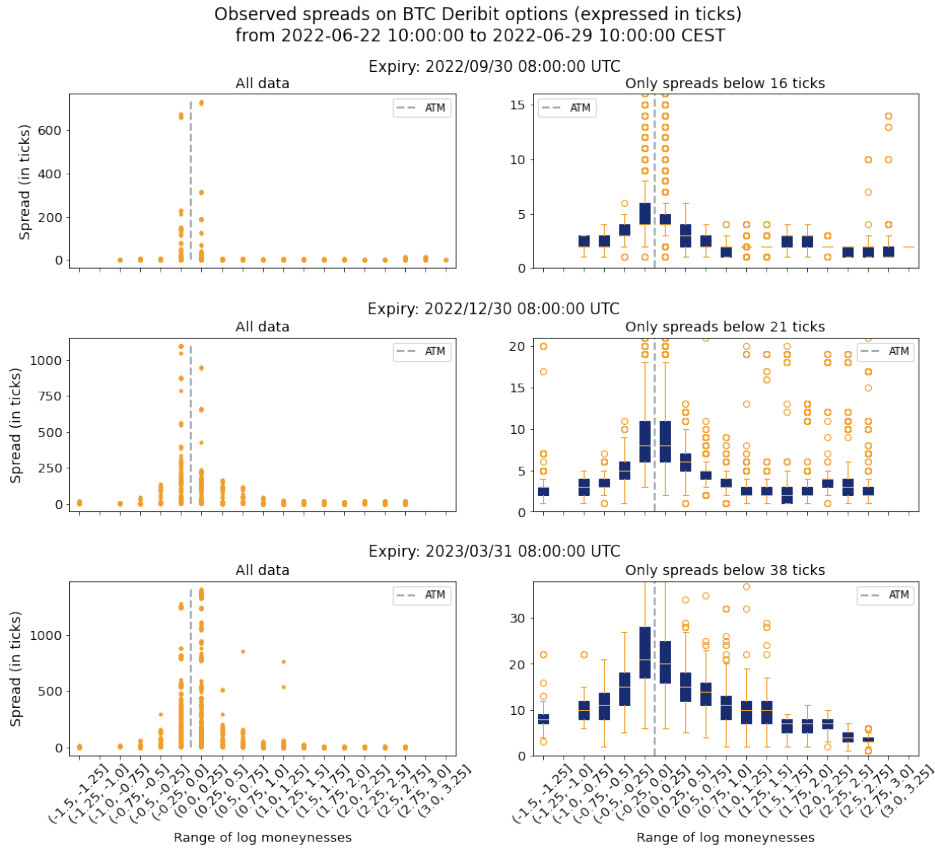 Observed spreads on BTC Deribit options (expressed in ticks)
from 2022-06-22 10:00:00 to 2022-06-29 10:00:00 CEST
Expiry: 2022/09/30 08:00:00 UTC
All data
Only spreads below 16 ticks
Spread (in ticks)
600
400
200
0
ATM
15
10
5
0
ATM
Expiry: 2022/12/30 08:00:00 UTC
All data
Only spreads below 21 ticks
Spread (in ticks)
1000
750
500
250
0
ATM
20
15
10
5
0
ATM
Expiry: 2023/03/31 08:00:00 UTC
All data
Only spreads below 38 ticks
Spread (in ticks)
1000
500
0
ATM
30
20
10
0
ATM
(-1.5, -1.25]
(-1.25, -1.0]
(-1.0, -0.75]
(-0.75, -0.5]
(-0.5, -0.25]
(-0.25, 0.0]
(0.0, 0.25]
(0.25, 0.5]
(0.5, 0.75]
(0.75, 1.0]
(1.0, 1.25]
(1.25, 1.5]
(1.5, 1.75]
(1.75, 2.0]
(2.0, 2.25]
(2.25, 2.5]
(2.5, 2.75]
(2.75, 3.0]
(3.0, 3.25]
Range of log moneynesses
(-1.5, -1.25]
(-1.25, -1.0]
(-1.0, -0.75]
(-0.75, -0.5]
(-0.5, -0.25]
(-0.25, 0.0]
(0.0, 0.25]
(0.25, 0.5]
(0.5, 0.75]
(0.75, 1.0]
(1.0, 1.25]
(1.25, 1.5]
(1.5, 1.75]
(1.75, 2.0]
(2.0, 2.25]
(2.25, 2.5]
(2.5, 2.75]
(2.75, 3.0]
(3.0, 3.25]
Range of log moneynesses